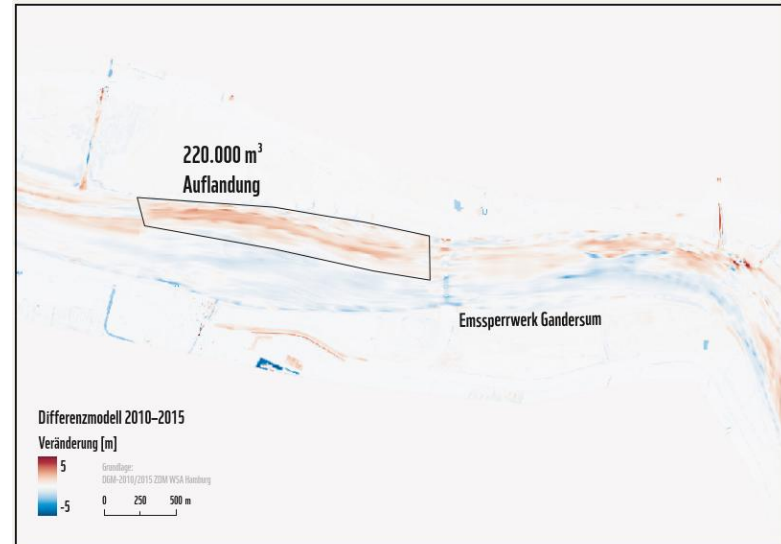 220.000 m³
Auflandung
Emssperrwerk Gandersum
Differenzmodell 2010–2015
Veränderung [m]
5
-5
Grundlage:
DGM-2010/2015 ZDM WSA Hamburg
0 250 500 m